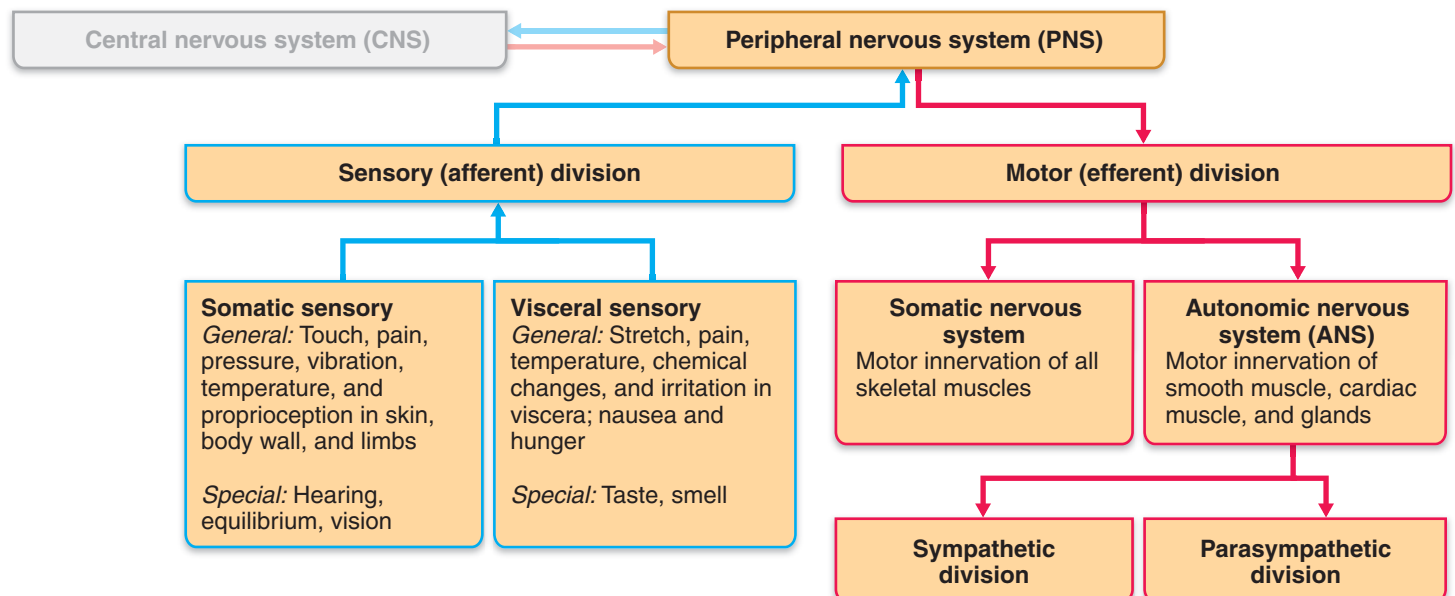 Central nervous system (CNS)
Peripheral nervous system (PNS)
Sensory (afferent) division
Motor (efferent) division
Somatic sensory
General: Touch, pain,
pressure, vibration,
temperature, and
proprioception in skin,
body wall, and limbs
Special: Hearing,
equilibrium, vision
Visceral sensory
General: Stretch, pain,
temperature, chemical
changes, and irritation in
viscera; nausea and
hunger
Special: Taste, smell
Somatic nervous
system
Motor innervation of all
skeletal muscles
Autonomic nervous
system (ANS)
Motor innervation of
smooth muscle, cardiac
muscle, and glands
Sympathetic
division
Parasympathetic
division